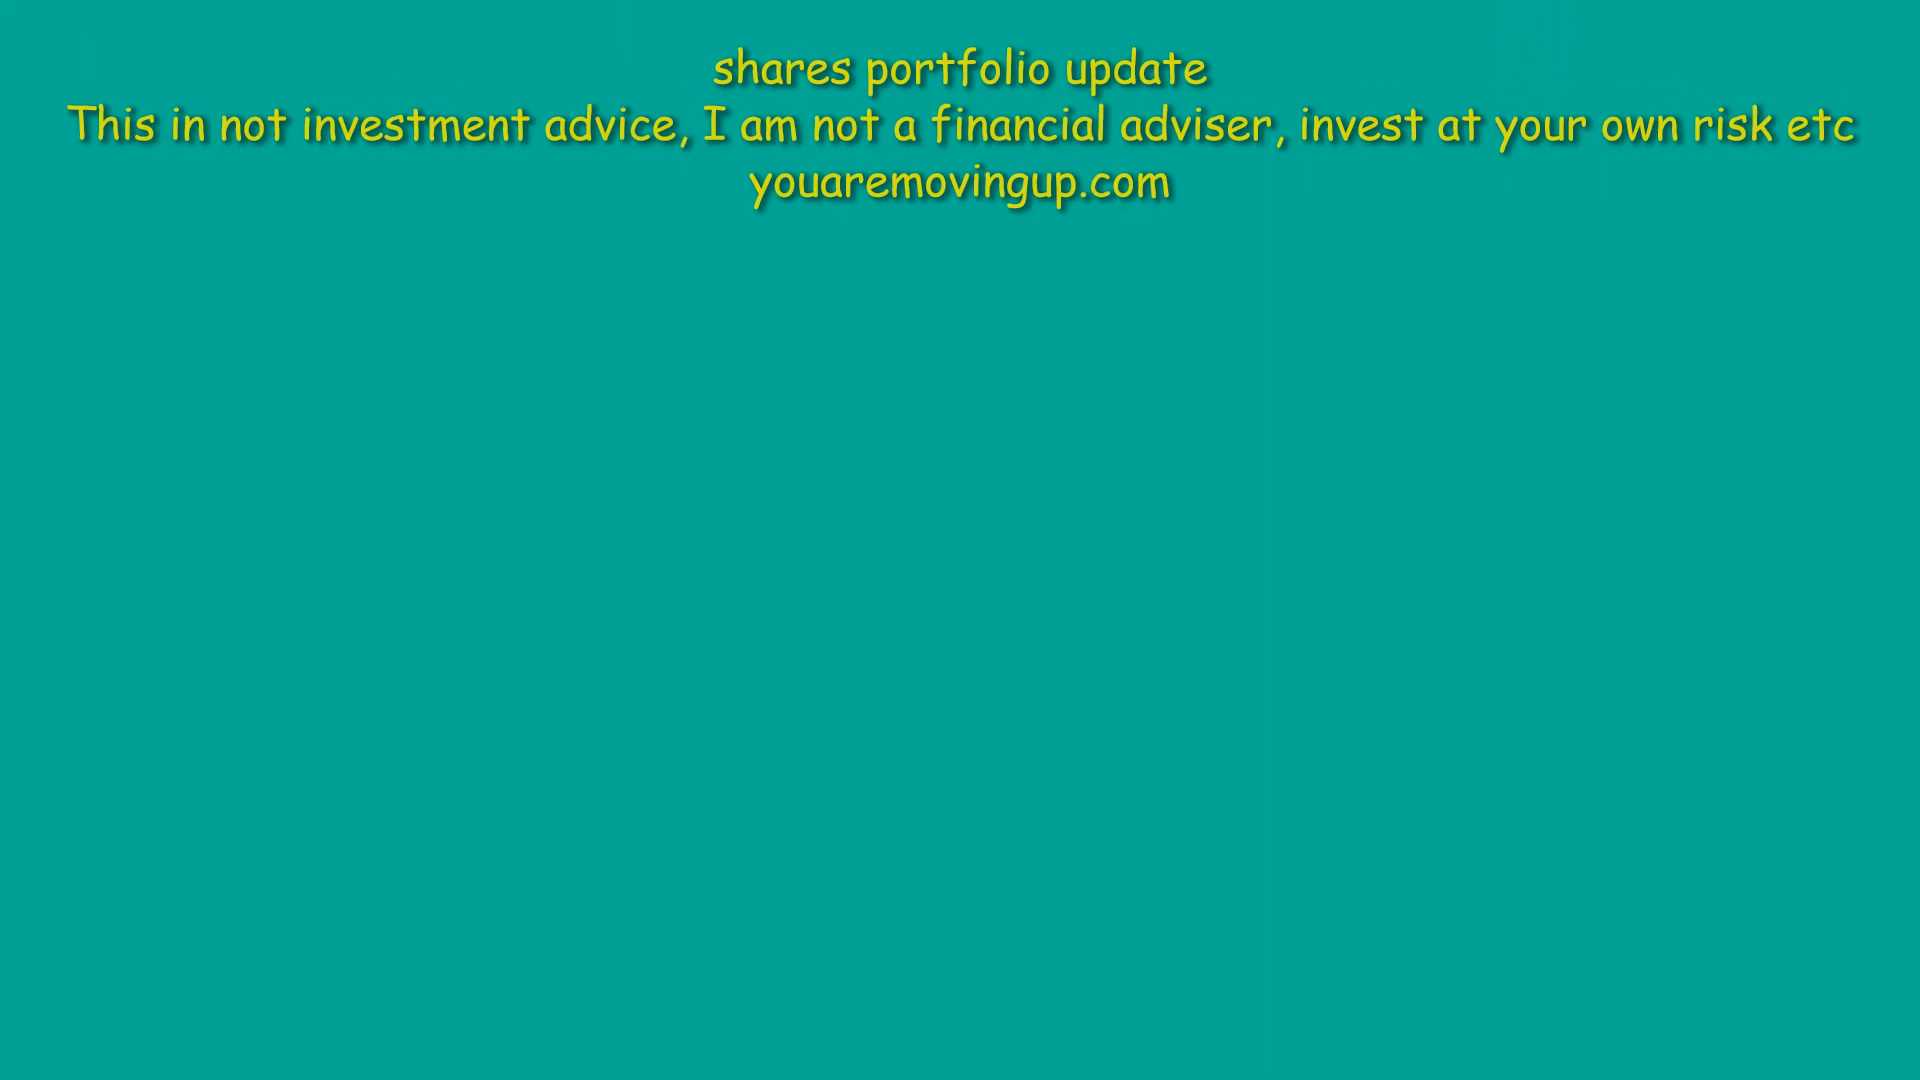 shares portfolio update
This in not investment advice, I am not a financial adviser, invest at your own risk etc
youaremovingup.com